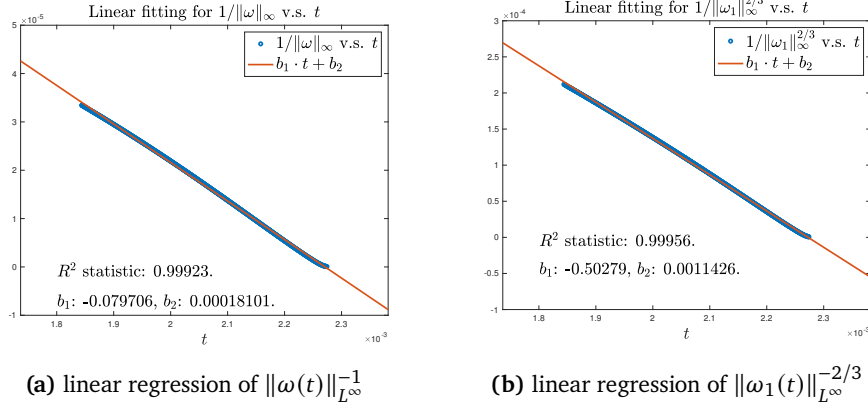 Linear fitting for 1/‖ω‖∞ v.s. t
×10⁻⁵
5
4
3
2
1
0
-1
1.8 1.9 2 2.1 2.2 2.3
×10⁻³
t
1/‖ω‖∞ v.s. t
b₁ · t + b₂
R² statistic: 0.99923.
b₁: -0.079706, b₂: 0.00018101.
(a) linear regression of ‖ω(t)‖⁻¹_L∞
Linear fitting for 1/‖ω₁‖∞^2/3 v.s. t
×10⁻⁴
3
2.5
2
1.5
1
0.5
0
-0.5
-1
1.8 1.9 2 2.1 2.2 2.3
×10⁻³
t
1/‖ω₁‖∞^2/3 v.s. t
b₁ · t + b₂
R² statistic: 0.99956.
b₁: -0.50279, b₂: 0.0011426.
(b) linear regression of ‖ω₁(t)‖^-2/3_L∞